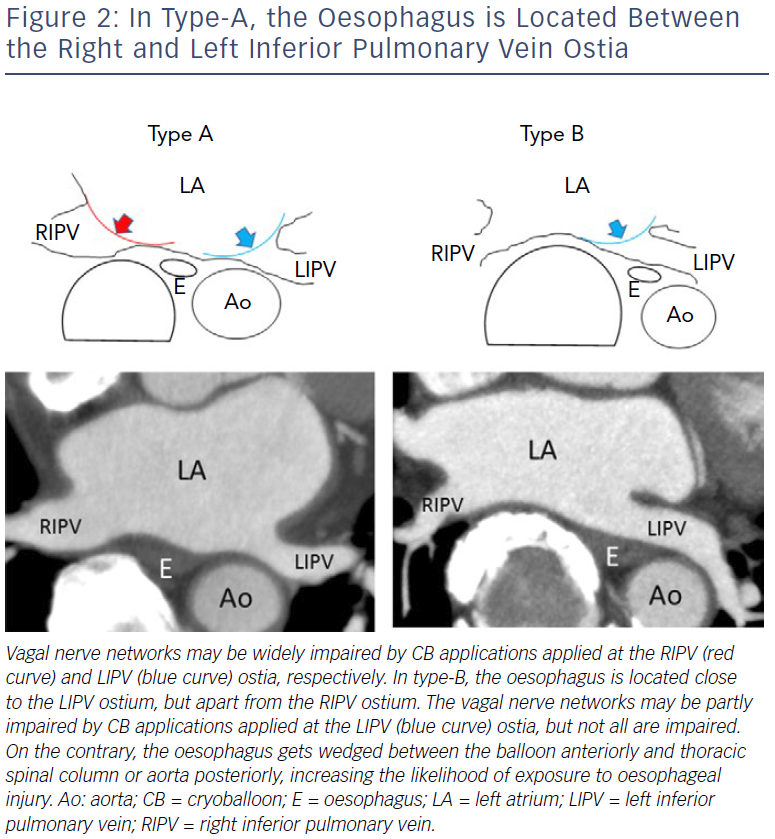 Figure 2: In Type-A, the Oesophagus is Located Between
the Right and Left Inferior Pulmonary Vein Ostia
Type A
Type B
LA
LA
RIPV
LIPV
E
Ao
RIPV
LIPV
E
Ao
LA
RIPV
E
LIPV
Ao
LA
RIPV
LIPV
E
Ao
Vagal nerve networks may be widely impaired by CB applications applied at the RIPV (red
curve) and LIPV (blue curve) ostia, respectively. In type-B, the oesophagus is located close
to the LIPV ostium, but apart from the RIPV ostium. The vagal nerve networks may be partly
impaired by CB applications applied at the LIPV (blue curve) ostia, but not all are impaired.
On the contrary, the oesophagus gets wedged between the balloon anteriorly and thoracic
spinal column or aorta posteriorly, increasing the likelihood of exposure to oesophageal
injury. Ao: aorta; CB = cryoballoon; E = oesophagus; LA = left atrium; LIPV = left inferior
pulmonary vein; RIPV = right inferior pulmonary vein.